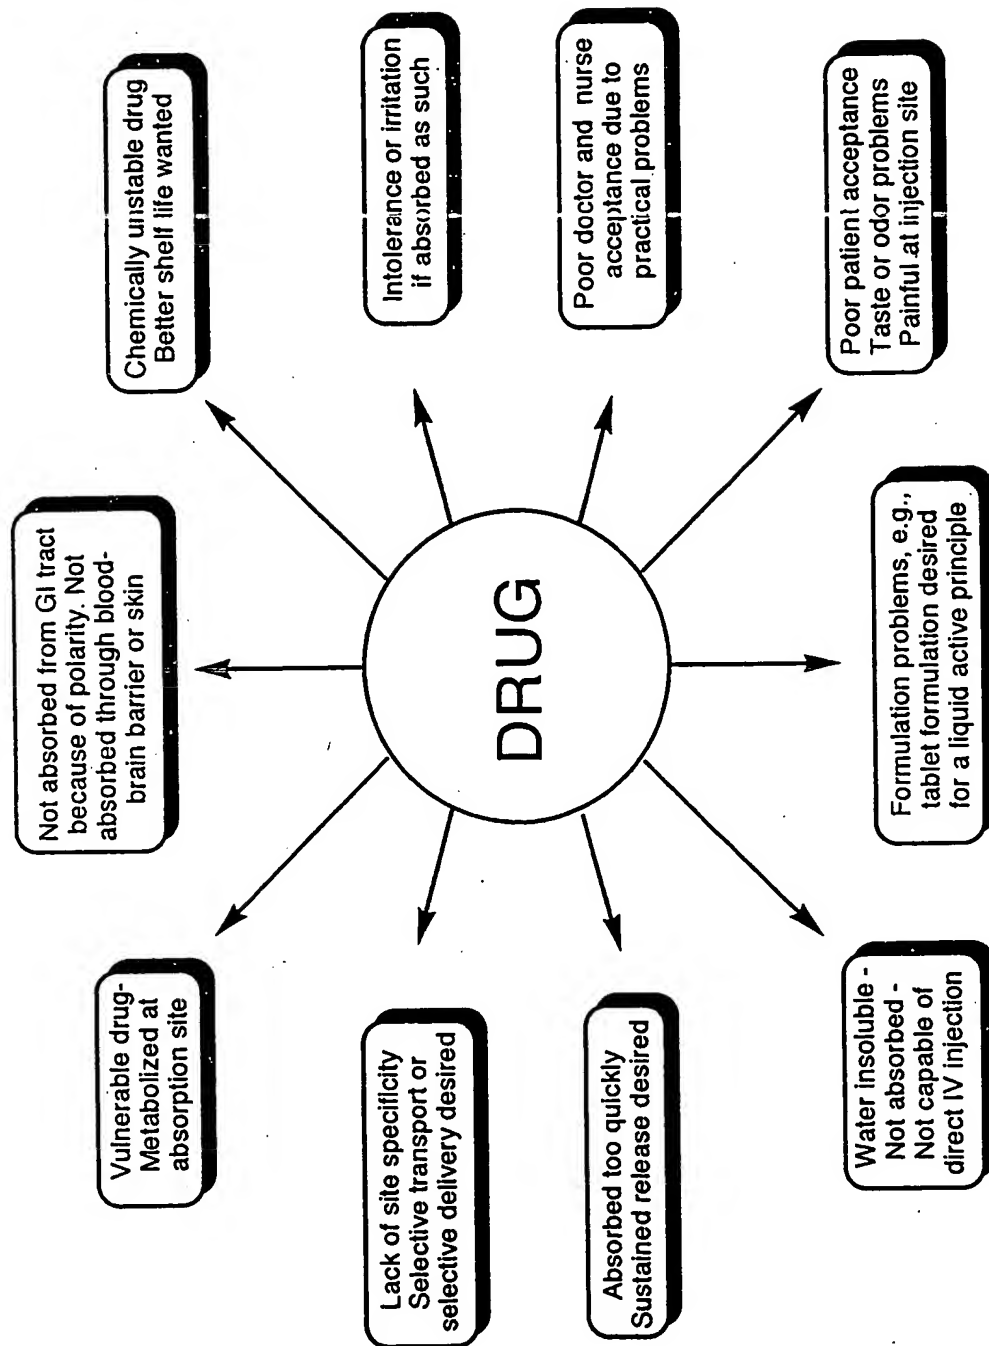 Not absorbed from GI tract
because of polarity. Not
absorbed through blood-
brain barrier or skin
Vulnerable drug-
Metabolized at
absorption site
Chemically unstable drug
Better shelf life wanted
Lack of site specificity
Selective transport or
selective delivery desired
Intolerance or irritation
if absorbed as such
DRUG
Absorbed too quickly
Sustained release desired
Poor doctor and nurse
acceptance due to
practical problems
Water insoluble -
Not absorbed -
Not capable of
direct IV injection
Formulation problems, e.g.,
tablet formulation desired
for a liquid active principle
Poor patient acceptance
Taste or odor problems
Painful at injection site